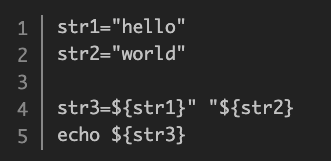 1 str1="hello"
2 str2="world"
3
4 str3=${str1}" "${str2}
5 echo ${str3}